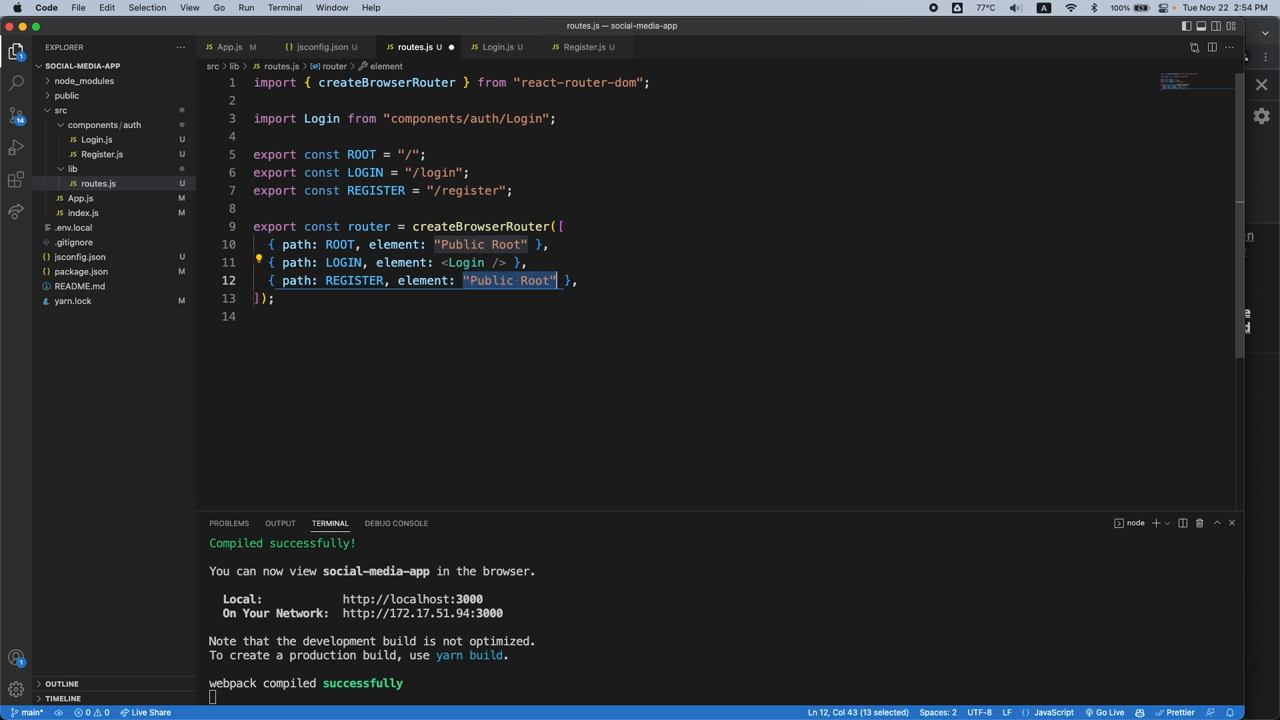 Code File Edit Selection View Go Run Terminal Window Help 77°C A 100% Tue Nov 22 2:54 PM
routes.js — social-media-app
EXPLORER
App.js M
jsconfig.json U
routes.js U
Login.js U
Register.js U
SOCIAL-MEDIA-APP
node_modules
public
src
components / auth
Login.js U
Register.js U
lib
routes.js U
App.js M
index.js M
.env.local
.gitignore
jsconfig.json U
package.json M
README.md
yarn.lock M
OUTLINE
TIMELINE
1
14
1
src > lib > routes.js > router > element
1 import { createBrowserRouter } from "react-router-dom";
2
3 import Login from "components/auth/Login";
4
5 export const ROOT = "/";
6 export const LOGIN = "/login";
7 export const REGISTER = "/register";
8
9 export const router = createBrowserRouter([
10 { path: ROOT, element: "Public Root" },
11 { path: LOGIN, element: <Login /> },
12 { path: REGISTER, element: "Public Root" },
13 ]);
14
PROBLEMS OUTPUT TERMINAL DEBUG CONSOLE
node
Compiled successfully!
You can now view social-media-app in the browser.
Local: http://localhost:3000
On Your Network: http://172.17.51.94:3000
Note that the development build is not optimized.
To create a production build, use yarn build.
webpack compiled successfully
main* 0 0 Live Share Ln 12, Col 43 (13 selected) Spaces: 2 UTF-8 LF JavaScript Go Live Prettier